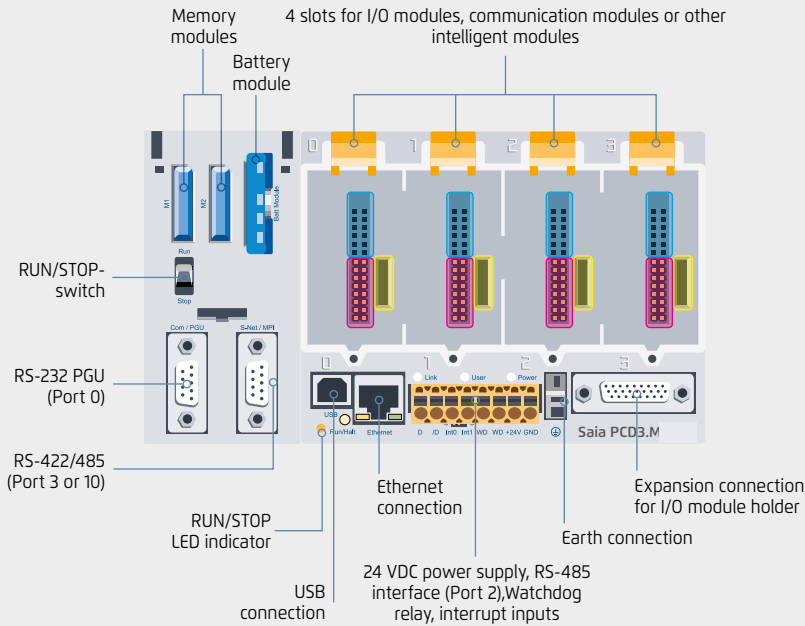 Memory
modules
4 slots for I/O modules, communication modules or other
intelligent modules
Battery
module
0
1
2
3
M1
M2
Batt Module
Run
RUN/STOP-
switch
Stop
Com / PGU
S-Net / MPI
0
1
2
3
Link
User
Power
RS-232 PGU
(Port 0)
USB
Run/Halt
Ethernet
D /D Int0 Int1 WD WD +24V GND
Saia PCD3.M
RS-422/485
(Port 3 or 10)
Ethernet
connection
Expansion connection
for I/O module holder
RUN/STOP
LED indicator
Earth connection
24 VDC power supply, RS-485
interface (Port 2),Watchdog
relay, interrupt inputs
USB
connection